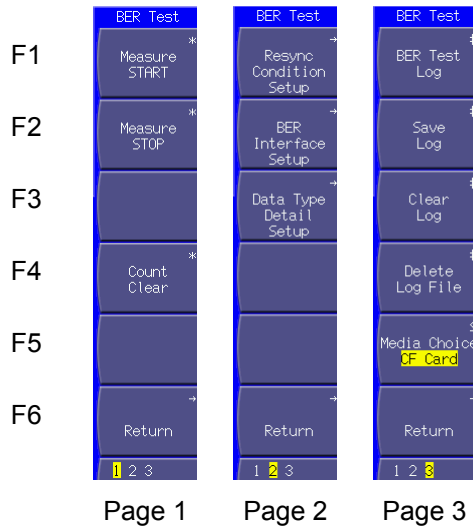 BER Test
BER Test
BER Test
F1
*
Measure
START
→
Resync
Condition
Setup
#
BER Test
Log
F2
*
Measure
STOP
→
BER
Interface
Setup
#
Save
Log
F3
→
Data Type
Detail
Setup
#
Clear
Log
F4
*
Count
Clear
#
Delete
Log File
F5
Media Choice
CF Card
F6
→
Return
→
Return
→
Return
1 2 3
1 2 3
1 2 3
Page 1
Page 2
Page 3